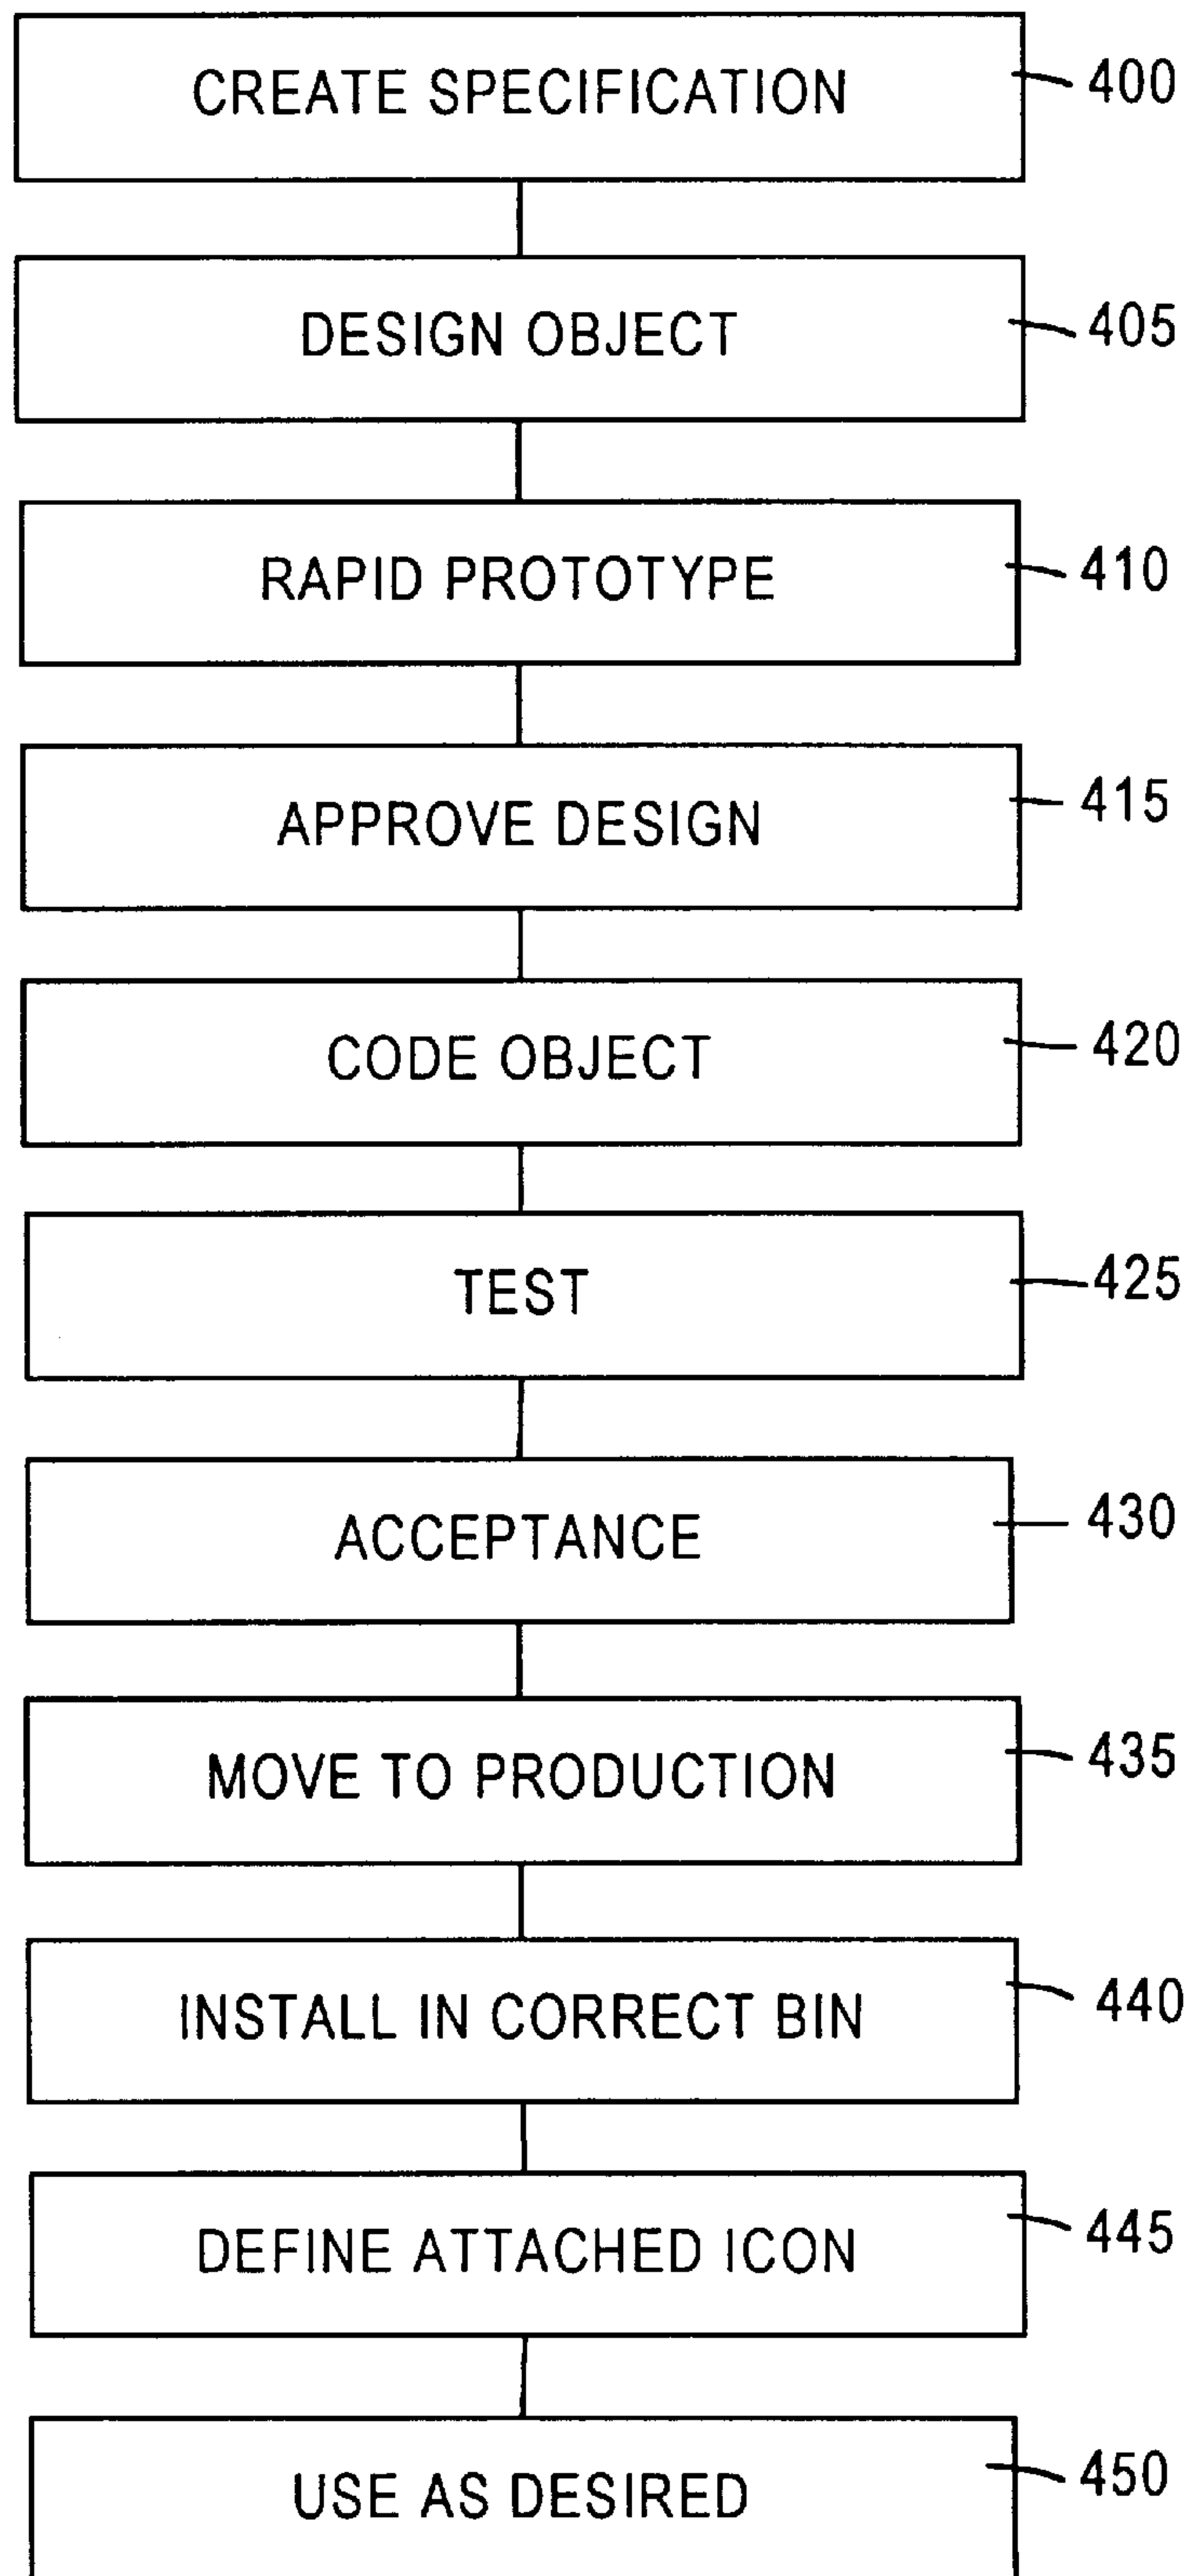 CREATE SPECIFICATION 400
DESIGN OBJECT 405
RAPID PROTOTYPE 410
APPROVE DESIGN 415
CODE OBJECT 420
TEST 425
ACCEPTANCE 430
MOVE TO PRODUCTION 435
INSTALL IN CORRECT BIN 440
DEFINE ATTACHED ICON 445
USE AS DESIRED 450